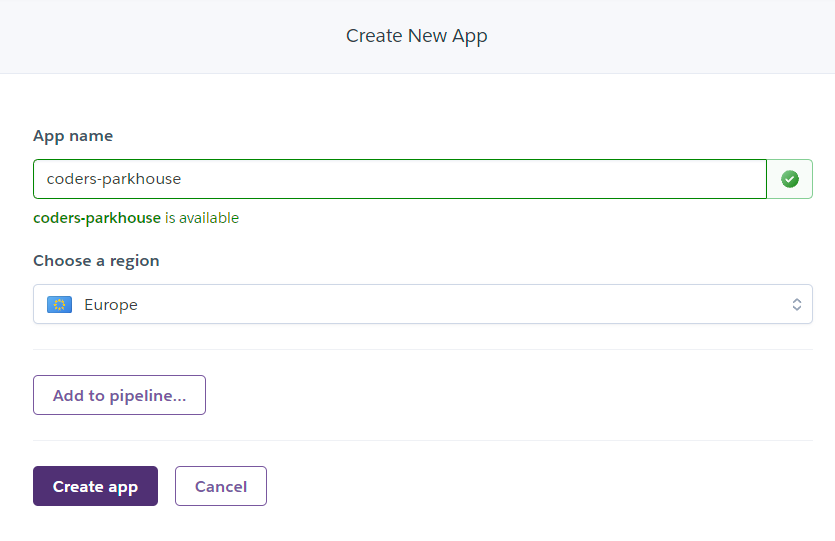 Create New App
App name
coders-parkhouse
coders-parkhouse is available
Choose a region
Europe
Add to pipeline...
Create app
Cancel